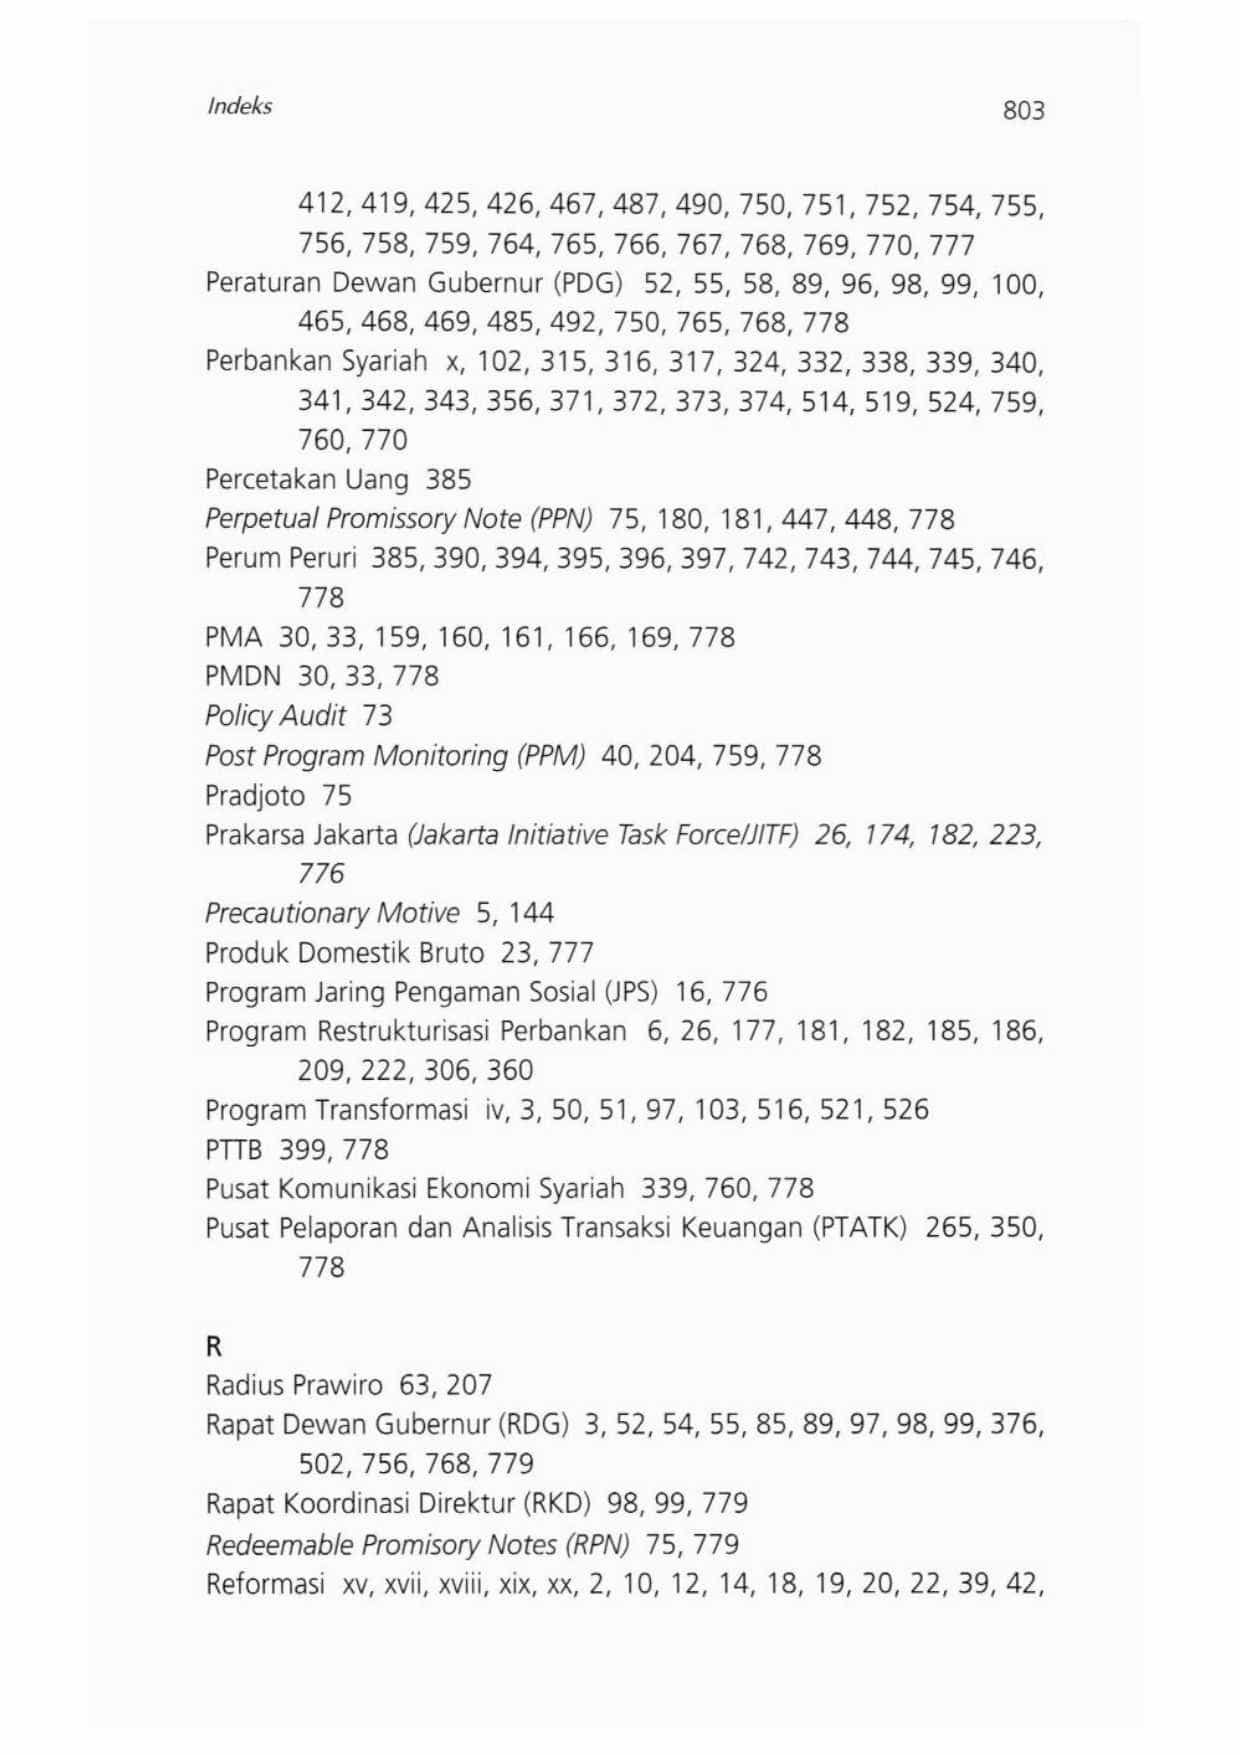 Indeks 803
412, 419, 425, 426, 467, 487, 490, 750, 751, 752, 754, 755,
756, 758, 759, 764, 765, 766, 767, 768, 769, 770, 777
Peraturan Dewan Gubernur (PDG) 52, 55, 58, 89, 96, 98, 99, 100,
465, 468, 469, 485, 492, 750, 765, 768, 778
Perbankan Syariah x, 102, 315, 316, 317, 324, 332, 338, 339, 340,
341, 342, 343, 356, 371, 372, 373, 374, 514, 519, 524, 759,
760, 770
Percetakan Uang 385
Perpetual Promissory Note (PPN) 75, 180, 181, 447, 448, 778
Perum Peruri 385, 390, 394, 395, 396, 397, 742, 743, 744, 745, 746,
778
PMA 30, 33, 159, 160, 161, 166, 169, 778
PMDN 30, 33, 778
Policy Audit 73
Post Program Monitoring (PPM) 40, 204, 759, 778
Pradjoto 75
Prakarsa Jakarta (Jakarta Initiative Task Force/JITF) 26, 174, 182, 223,
776
Precautionary Motive 5, 144
Produk Domestik Bruto 23, 777
Program Jaring Pengaman Sosial (JPS) 16, 776
Program Restrukturisasi Perbankan 6, 26, 177, 181, 182, 185, 186,
209, 222, 306, 360
Program Transformasi iv, 3, 50, 51, 97, 103, 516, 521, 526
PTTB 399, 778
Pusat Komunikasi Ekonomi Syariah 339, 760, 778
Pusat Pelaporan dan Analisis Transaksi Keuangan (PTATK) 265, 350,
778
R
Radius Prawiro 63, 207
Rapat Dewan Gubernur (RDG) 3, 52, 54, 55, 85, 89, 97, 98, 99, 376,
502, 756, 768, 779
Rapat Koordinasi Direktur (RKD) 98, 99, 779
Redeemable Promisory Notes (RPN) 75, 779
Reformasi xv, xvii, xviii, xix, xx, 2, 10, 12, 14, 18, 19, 20, 22, 39, 42,